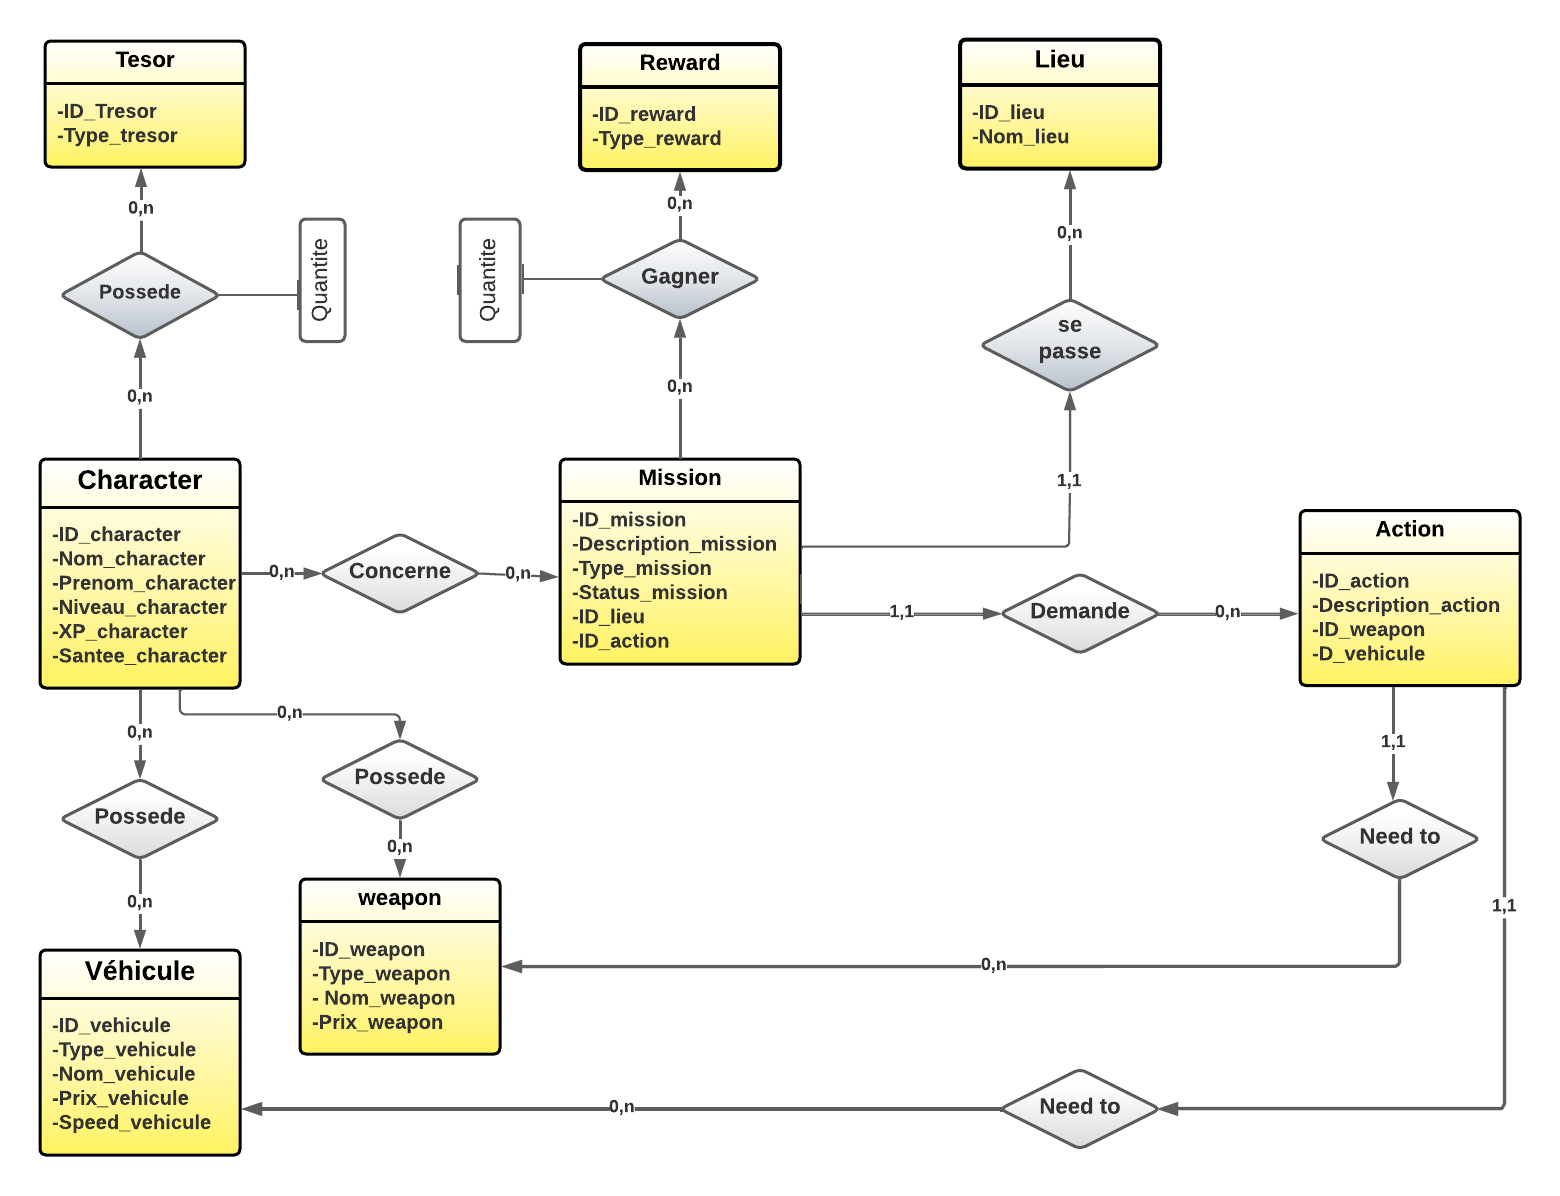 Tesor
-ID_Tresor
-Type_tresor
Reward
-ID_reward
-Type_reward
Lieu
-ID_lieu
-Nom_lieu
0,n
0,n
0,n
Possede
Quantite
Quantite
Gagner
se
passe
0,n
0,n
1,1
Character
-ID_character
-Nom_character
-Prenom_character
-Niveau_character
-XP_character
-Santee_character
0,n
Concerne
0,n
Mission
-ID_mission
-Description_mission
-Type_mission
-Status_mission
-ID_lieu
-ID_action
1,1
Demande
0,n
Action
-ID_action
-Description_action
-ID_weapon
-D_vehicule
0,n
0,n
1,1
Possede
Possede
Need to
0,n
0,n
1,1
weapon
-ID_weapon
-Type_weapon
- Nom_weapon
-Prix_weapon
0,n
Véhicule
-ID_vehicule
-Type_vehicule
-Nom_vehicule
-Prix_vehicule
-Speed_vehicule
0,n
Need to